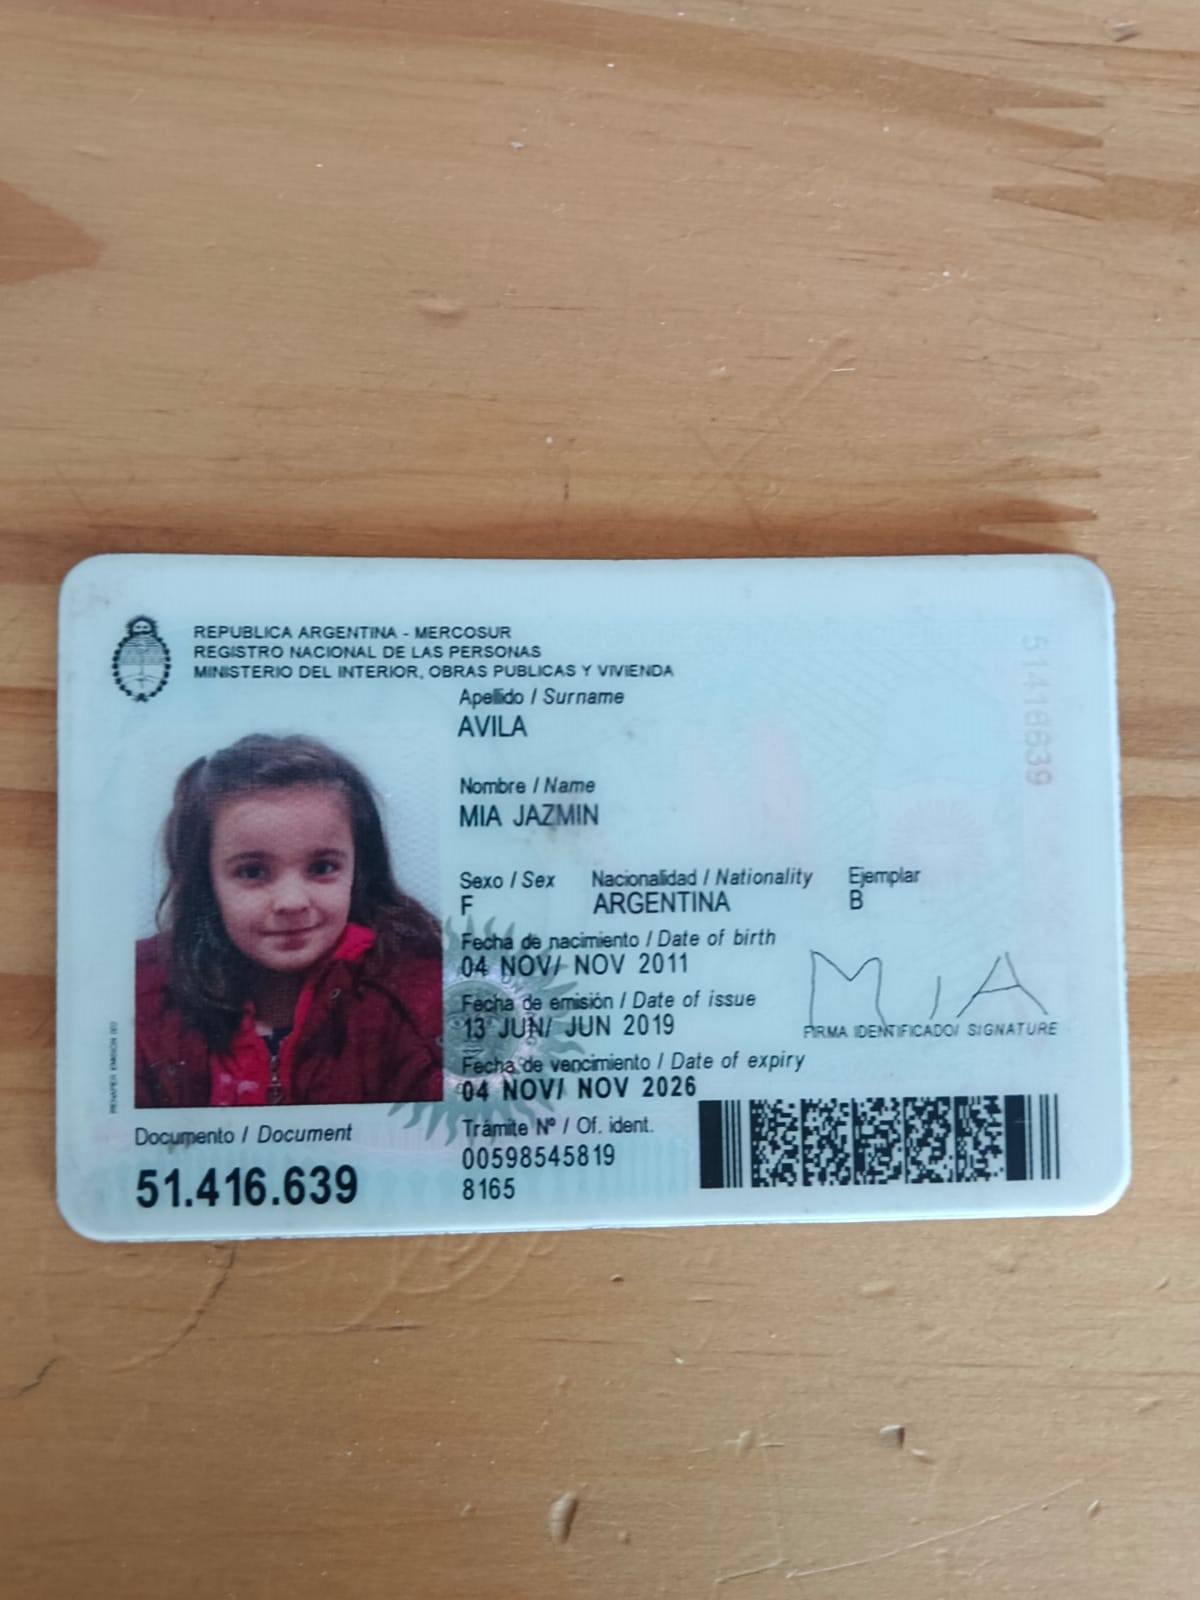 REPUBLICA ARGENTINA - MERCOSUR
REGISTRO NACIONAL DE LAS PERSONAS
MINISTERIO DEL INTERIOR, OBRAS PUBLICAS Y VIVIENDA
Apellido / Surname
AVILA
Nombre / Name
MIA JAZMIN
Sexo / Sex Nacionalidad / Nationality Ejemplar
F ARGENTINA B
Fecha de nacimiento / Date of birth
04 NOV/ NOV 2011
Fecha de emisión / Date of issue
13 JUN/ JUN 2019
Fecha de vencimiento / Date of expiry
04 NOV/ NOV 2026
MIA
FIRMA IDENTIFICADO/ SIGNATURE
Documento / Document
51.416.639
Trámite Nº / Of. ident.
00598545819
8165
51416639